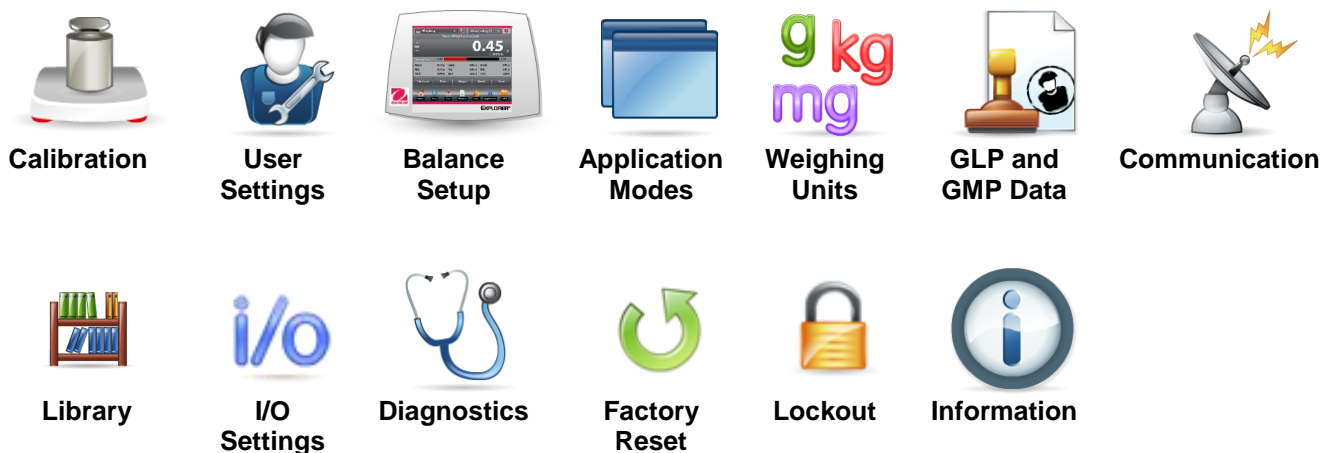 0.45
EXPLORER
g kg
mg
Calibration
User
Settings
Balance
Setup
Application
Modes
Weighing
Units
GLP and
GMP Data
Communication
i/o
Library
I/O
Settings
Diagnostics
Factory
Reset
Lockout
Information